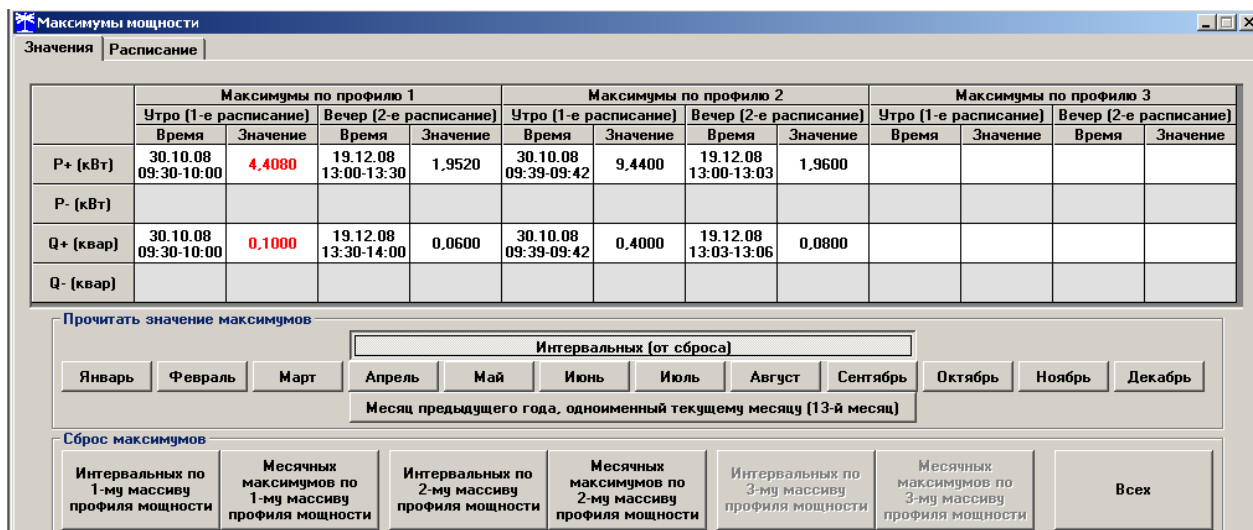 Максимумы мощности
Значения Расписание
Максимумы по профилю 1 Максимумы по профилю 2 Максимумы по профилю 3
Утро (1-е расписание) Вечер (2-е расписание) Утро (1-е расписание) Вечер (2-е расписание) Утро (1-е расписание) Вечер (2-е расписание)
Время Значение Время Значение Время Значение Время Значение Время Значение Время Значение
P+ (кВт) 30.10.08 09:30-10:00 4,4080 19.12.08 13:00-13:30 1,9520 30.10.08 09:39-09:42 9,4400 19.12.08 13:00-13:03 1,9600
P- (кВт)
Q+ (квар) 30.10.08 09:30-10:00 0,1000 19.12.08 13:30-14:00 0,0600 30.10.08 09:39-09:42 0,4000 19.12.08 13:03-13:06 0,0800
Q- (квар)
Прочитать значение максимумов
Интервальных (от сброса)
Январь Февраль Март Апрель Май Июнь Июль Август Сентябрь Октябрь Ноябрь Декабрь
Месяц предыдущего года, одноименный текущему месяцу (13-й месяц)
Сброс максимумов
Интервальных по 1-му массиву профиля мощности
Месячных максимумов по 1-му массиву профиля мощности
Интервальных по 2-му массиву профиля мощности
Месячных максимумов по 2-му массиву профиля мощности
Интервальных по 3-му массиву профиля мощности
Месячных максимумов по 3-му массиву профиля мощности
Всех